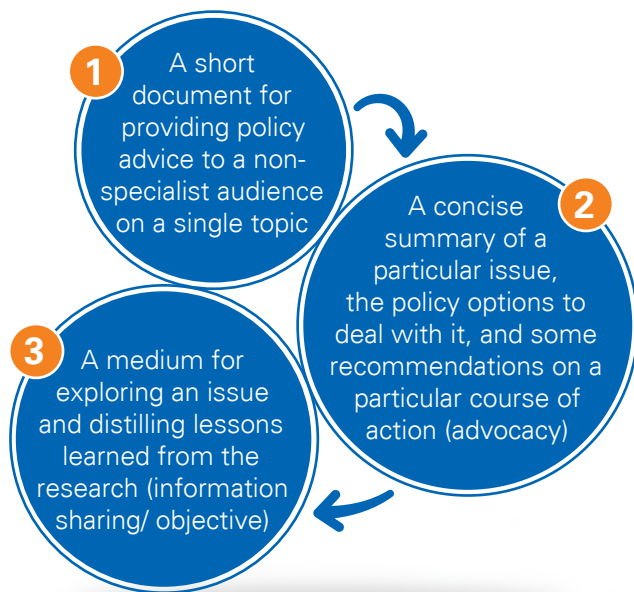 1
A short
document for
providing policy
advice to a non-
specialist audience
on a single topic
2
A concise
summary of a
particular issue,
the policy options to
deal with it, and some
recommendations on a
particular course of
action (advocacy)
3
A medium for
exploring an issue
and distilling lessons
learned from the
research (information
sharing/ objective)